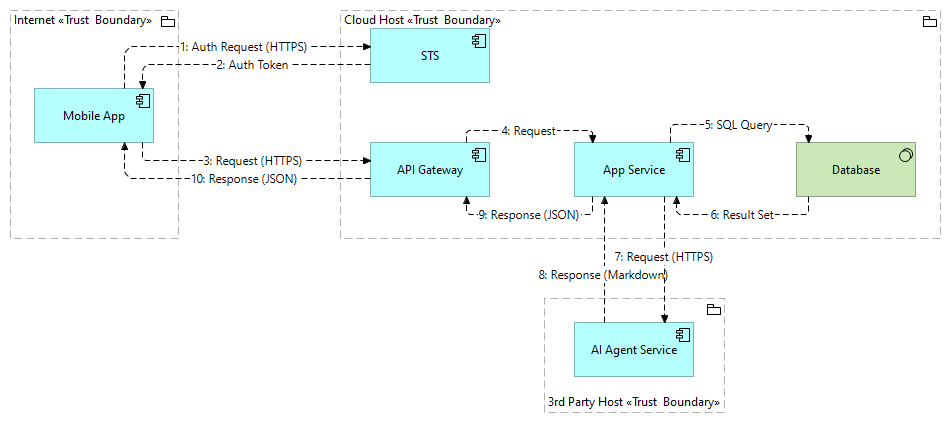 Internet «Trust Boundary»
Cloud Host «Trust Boundary»
1: Auth Request (HTTPS)
STS
2: Auth Token
Mobile App
5: SQL Query
4: Request
3: Request (HTTPS)
API Gateway
App Service
Database
10: Response (JSON)
9: Response (JSON)
6: Result Set
7: Request (HTTPS)
8: Response (Markdown)
AI Agent Service
3rd Party Host «Trust Boundary»